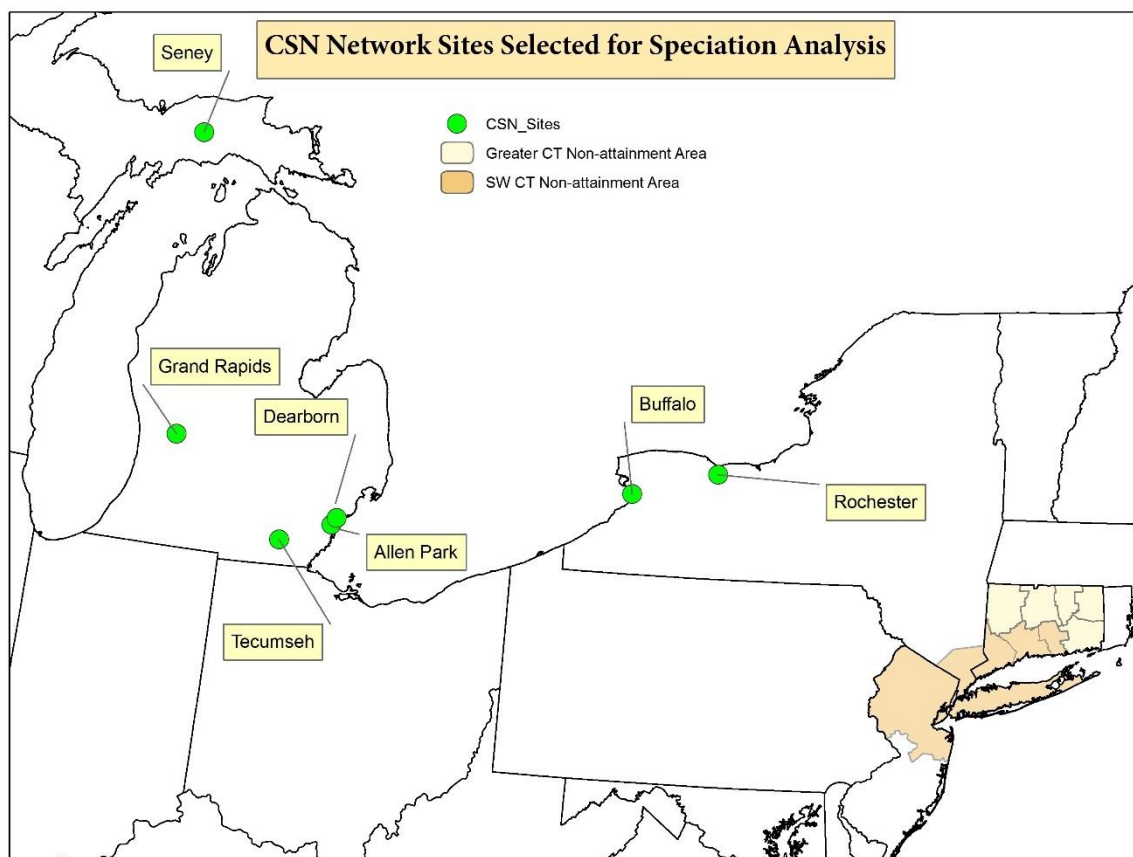 CSN Network Sites Selected for Speciation Analysis
Seney
CSN_Sites
Greater CT Non-attainment Area
SW CT Non-attainment Area
Grand Rapids
Dearborn
Buffalo
Rochester
Allen Park
Tecumseh